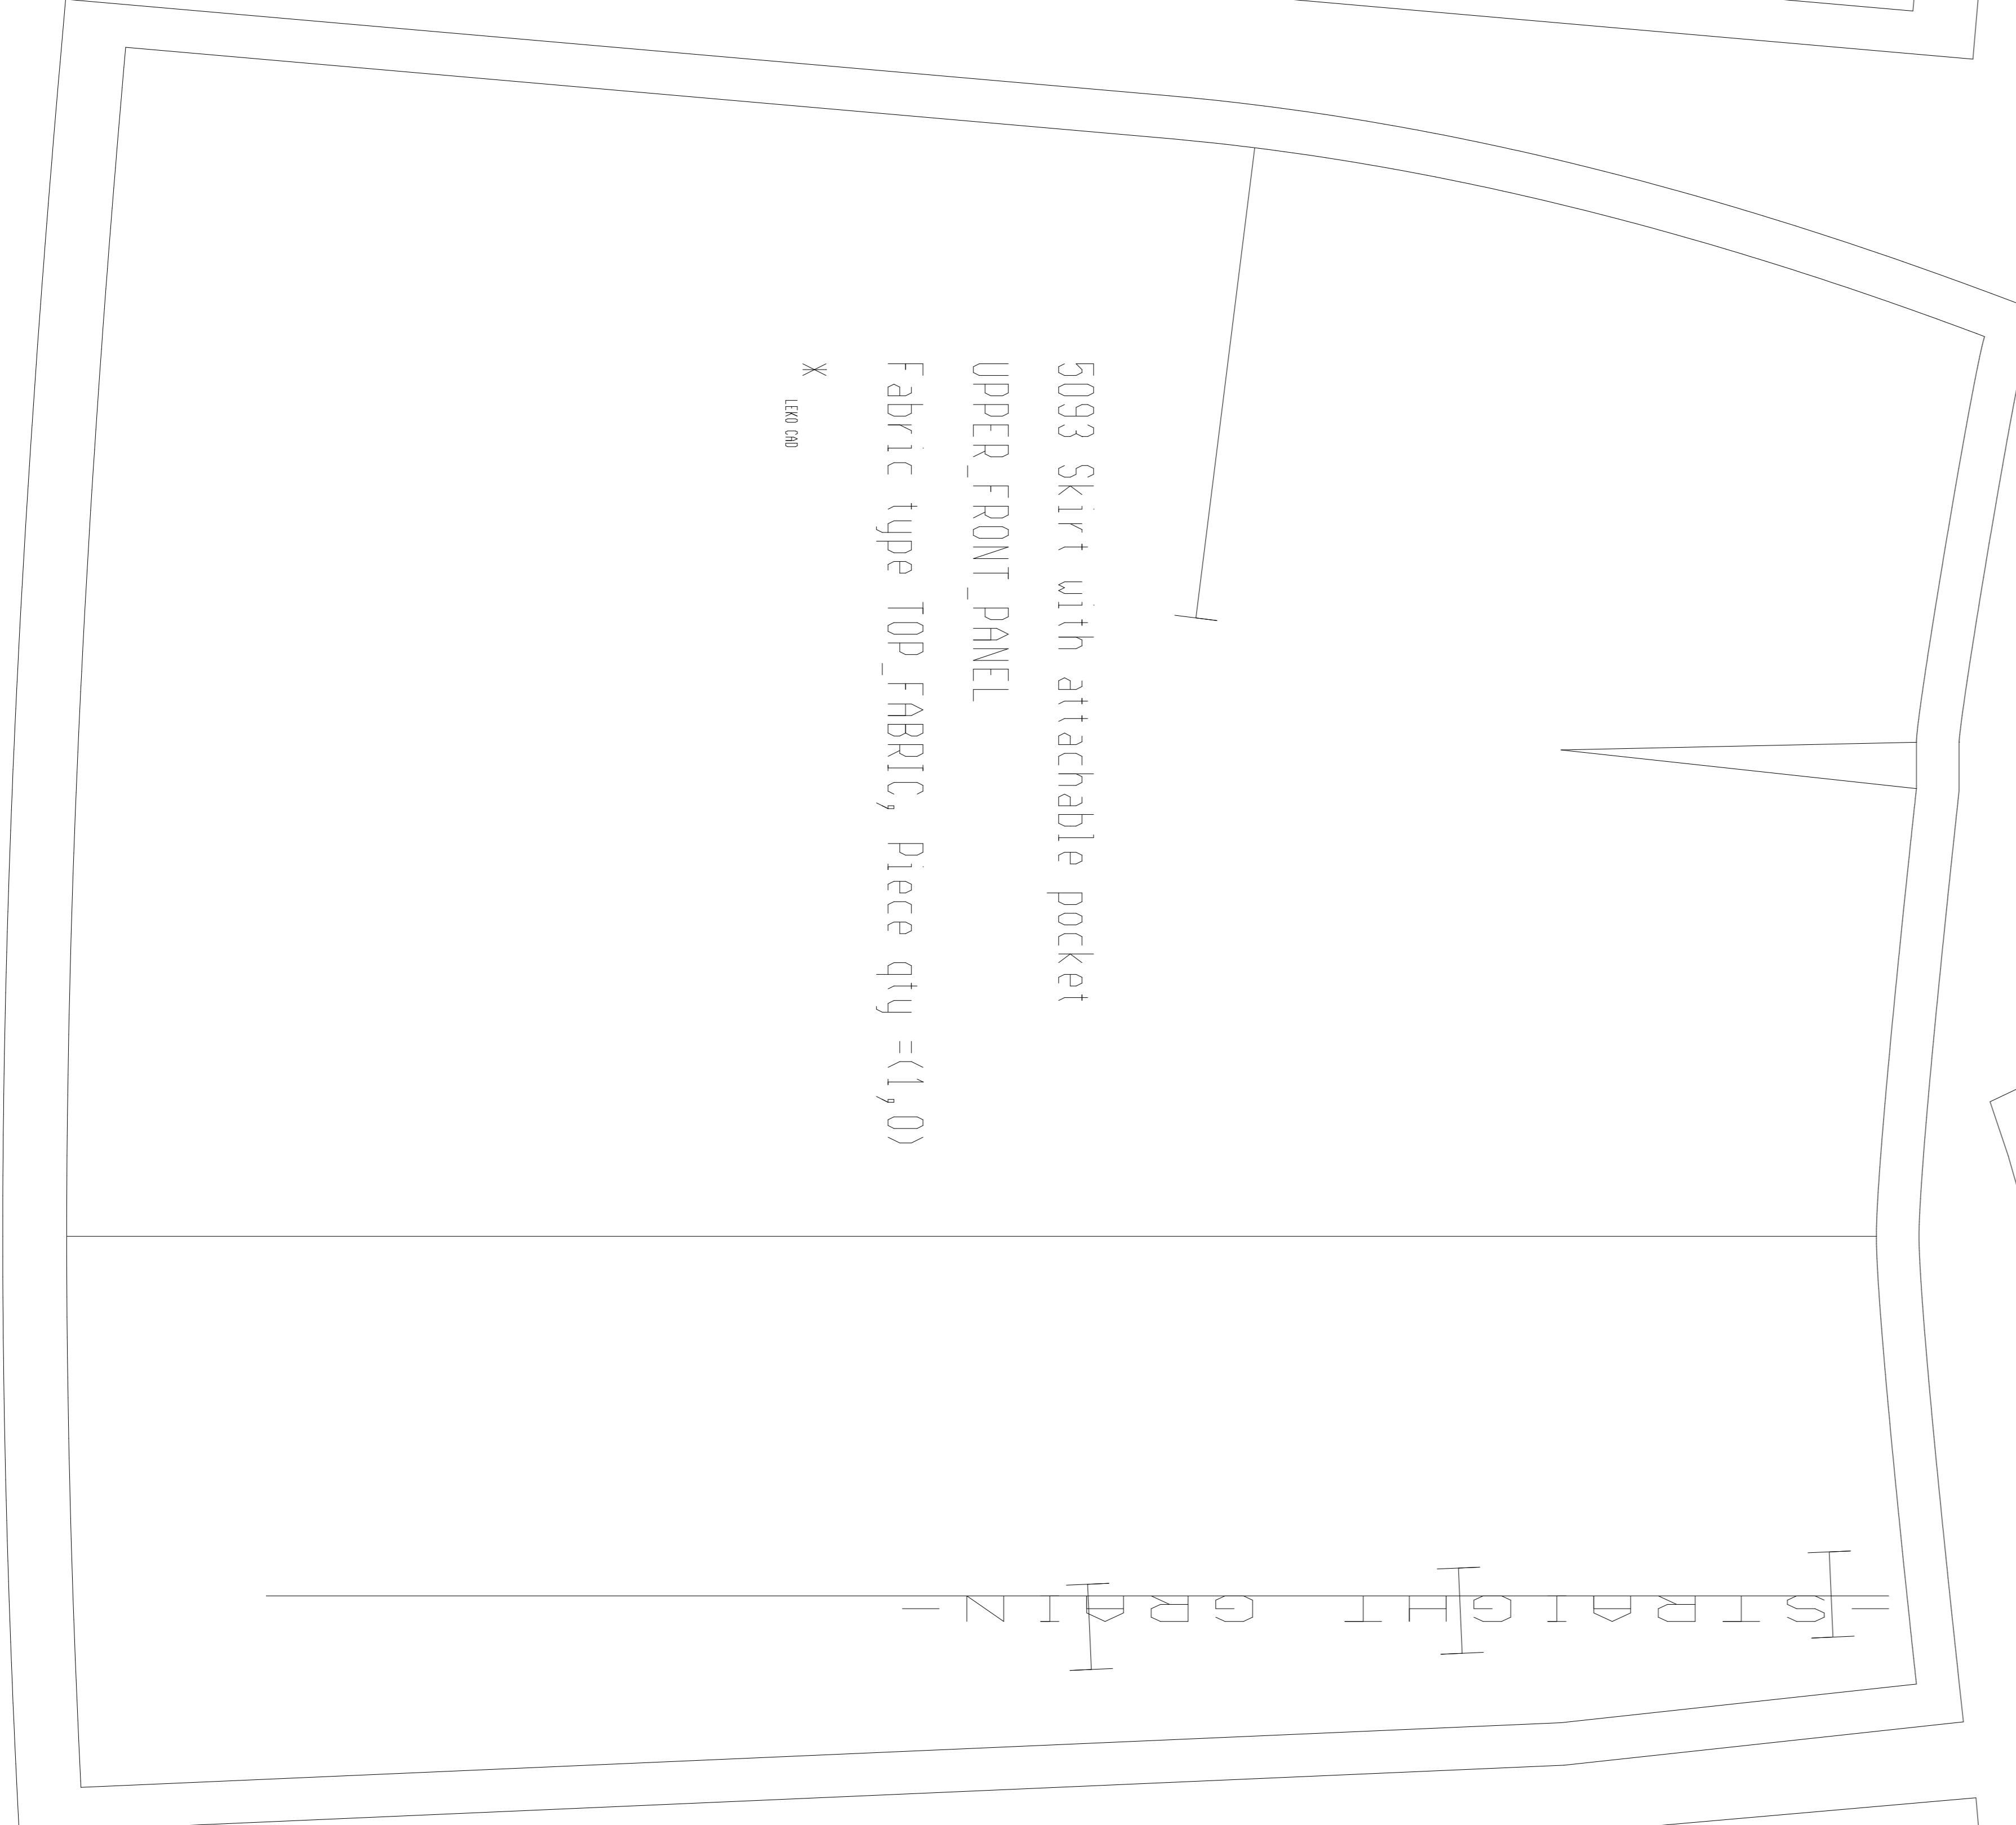 5093 Skirt with attachable pocket
UPPER_FRONT_PANEL
Fabric type TOP_FABRIC, piece qty =(1,0)
*
LEKO CAD
-STRAIGHT GRAIN-